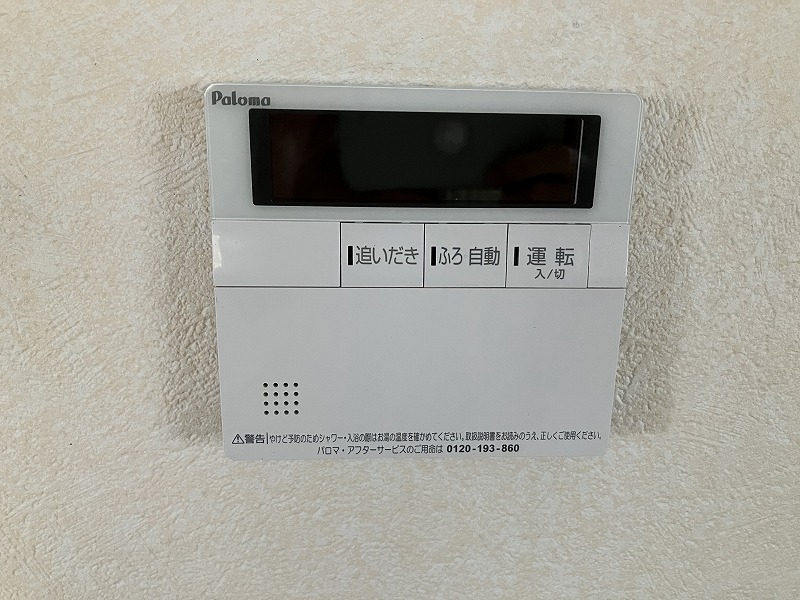 Paloma
追いだき ふろ自動 運転
入/切
⚠警告 やけど予防のためシャワー・入浴の際はお湯の温度を確かめてください。取扱説明書をお読みのうえ、正しくご使用ください。
パロマ・アフターサービスのご用命は 0120-193-860